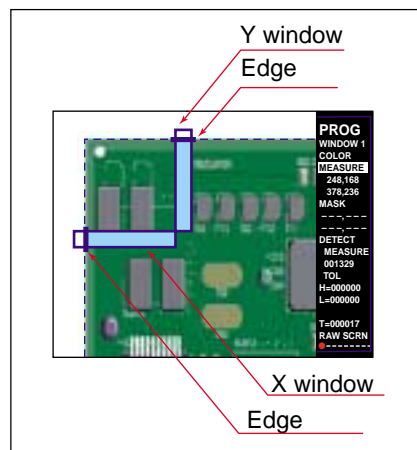 Y window
Edge
PROG
WINDOW 1
COLOR
MEASURE
248,168
378,236
MASK
– – –,– – –
– – –,– – –
DETECT
MEASURE
001329
TOL
H=000000
L=000000
T=000017
RAW SCRN
X window
Edge